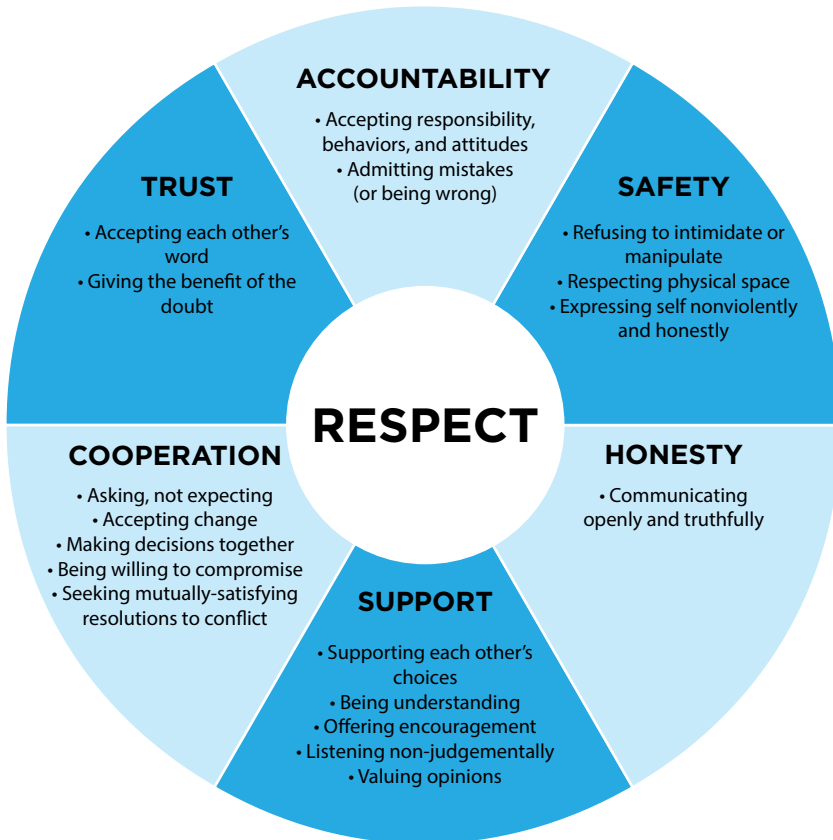 ACCOUNTABILITY
• Accepting responsibility,
behaviors, and attitudes
• Admitting mistakes
(or being wrong)
SAFETY
• Refusing to intimidate or
manipulate
• Respecting physical space
• Expressing self nonviolently
and honestly
HONESTY
• Communicating
openly and truthfully
SUPPORT
• Supporting each other’s
choices
• Being understanding
• Offering encouragement
• Listening non-judgementally
• Valuing opinions
COOPERATION
• Asking, not expecting
• Accepting change
• Making decisions together
• Being willing to compromise
• Seeking mutually-satisfying
resolutions to conflict
TRUST
• Accepting each other’s
word
• Giving the benefit of the
doubt
RESPECT